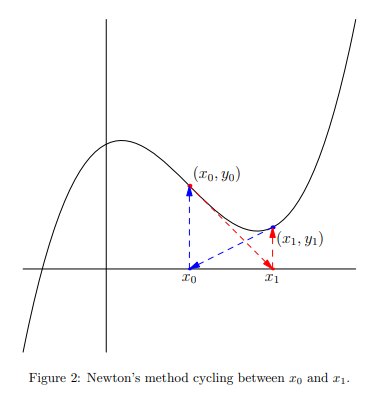 (x₀, y₀)
(x₁, y₁)
x₀ x₁
Figure 2: Newton's method cycling between x₀ and x₁.